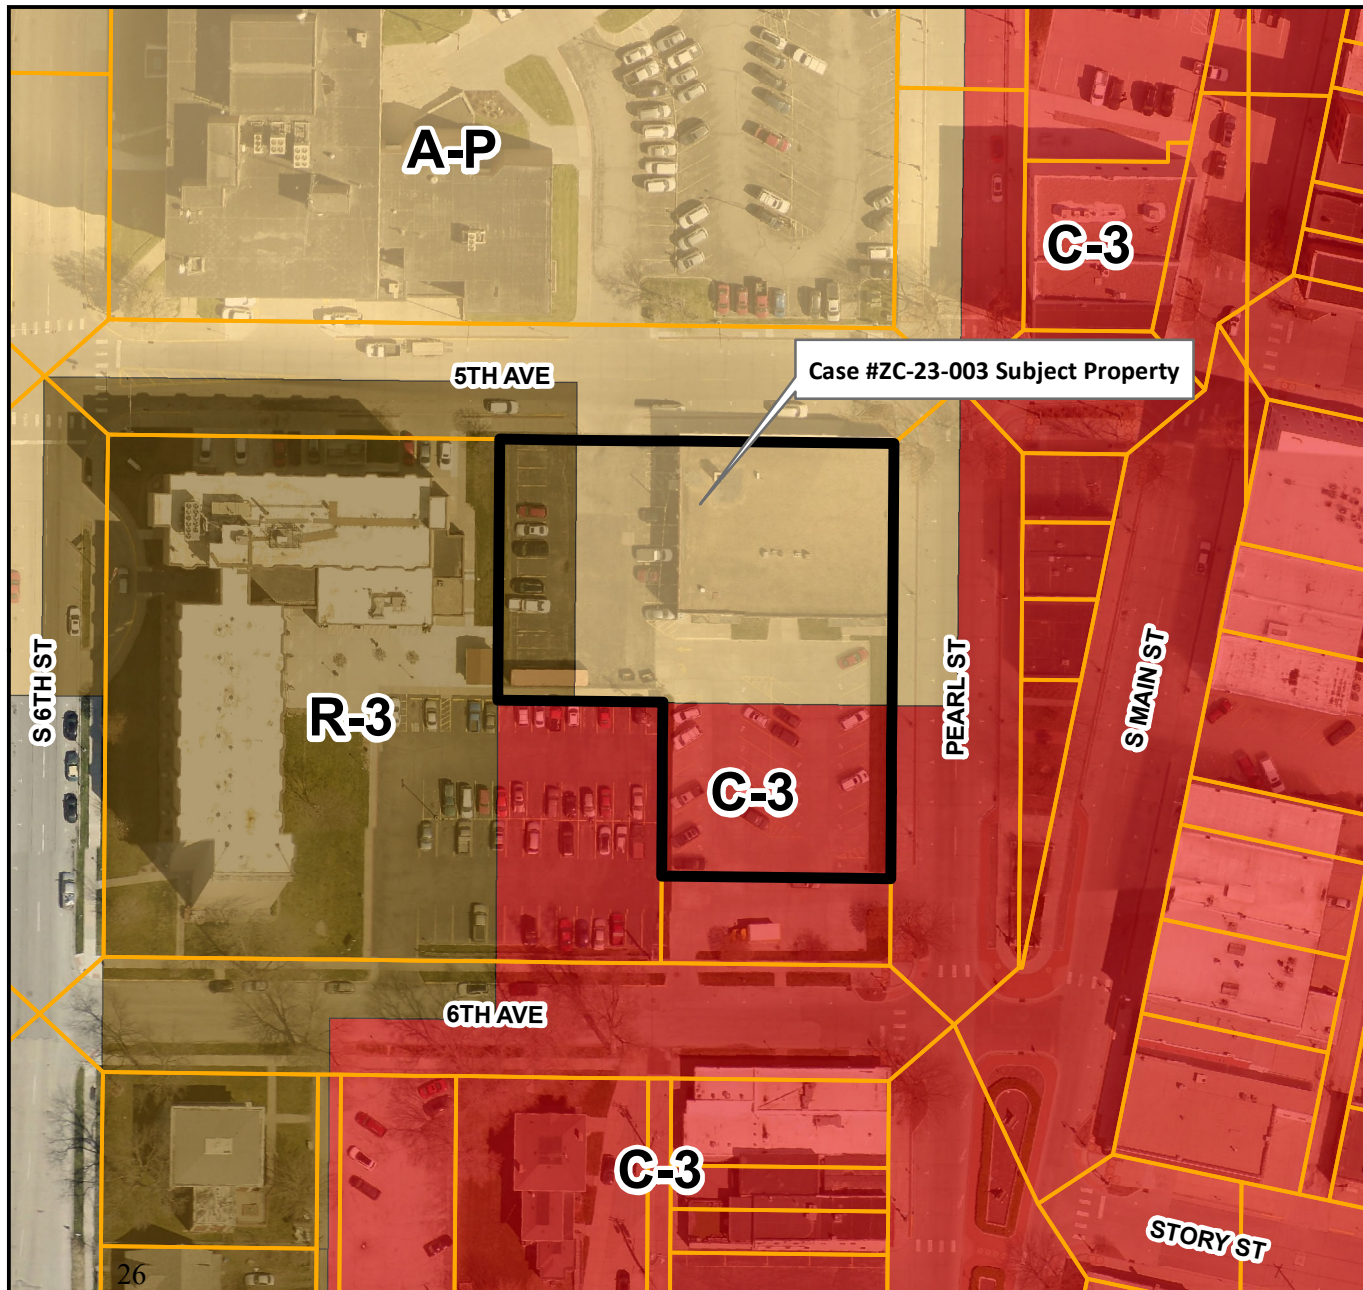 A-P
C-3
5TH AVE
Case #ZC-23-003 Subject Property
S 6TH ST
R-3
C-3
PEARL ST
S MAIN ST
6TH AVE
C-3
STORY ST
26